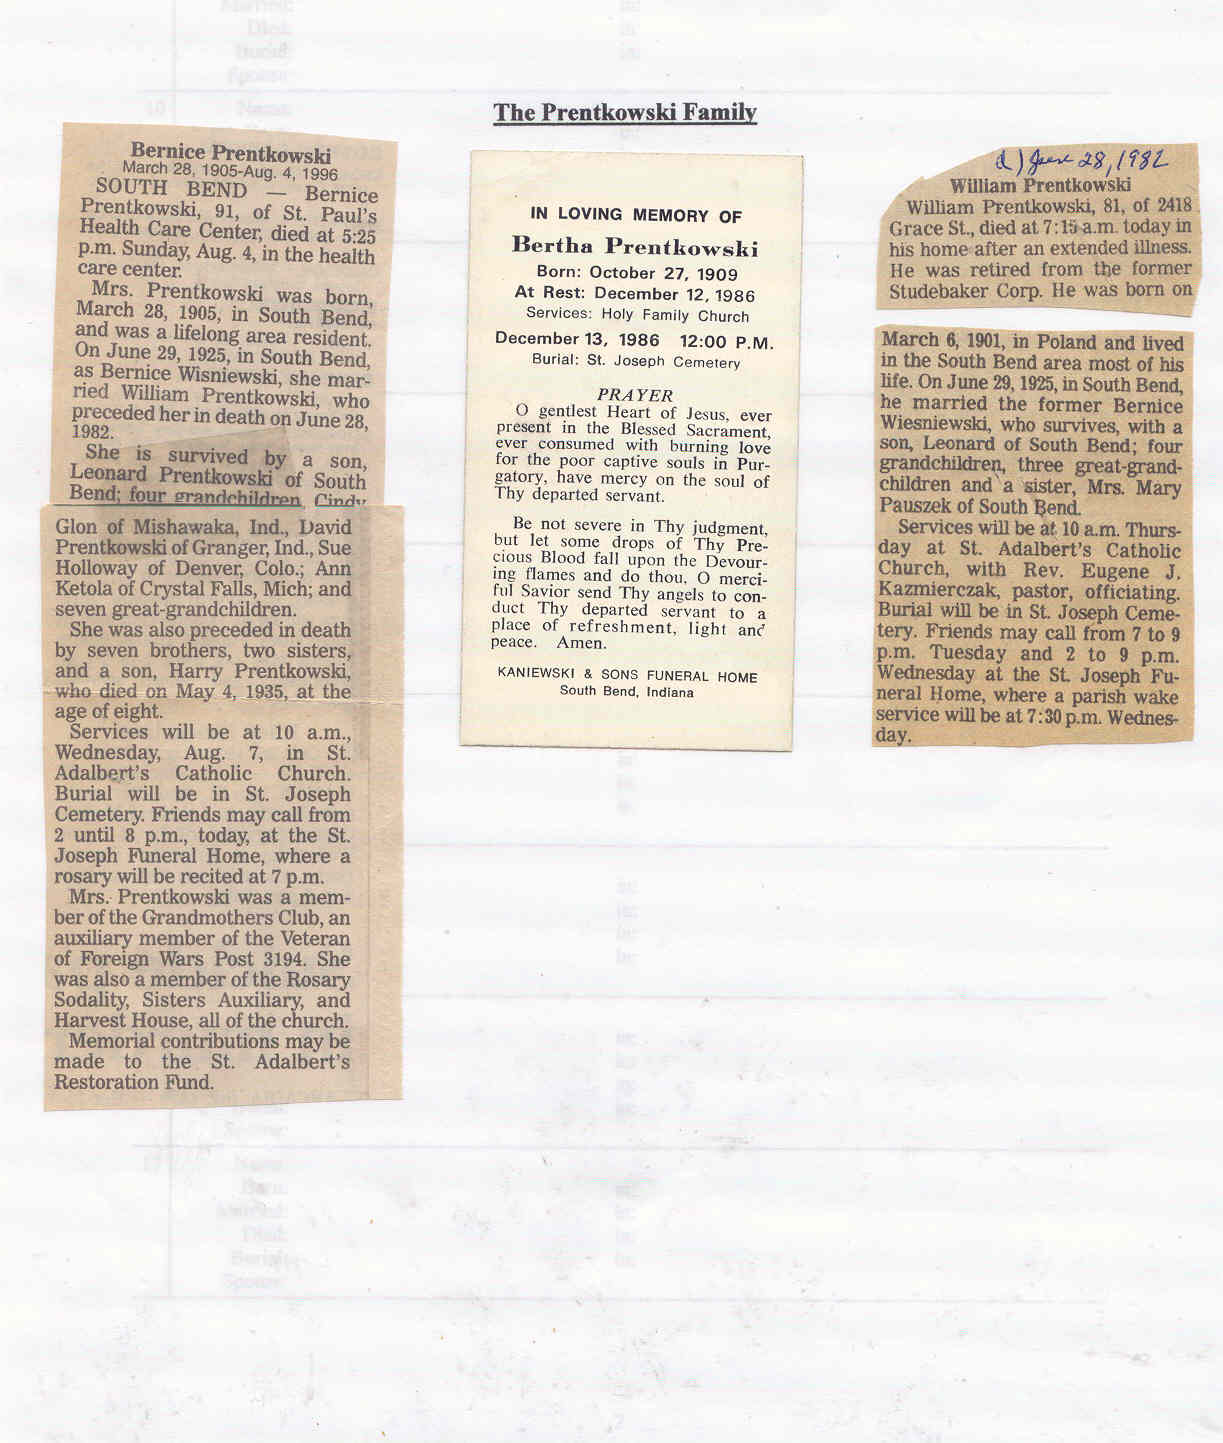 The Prentkowski Family
Bernice Prentkowski
March 28, 1905-Aug. 4, 1996
SOUTH BEND — Bernice
Prentkowski, 91, of St. Paul's
Health Care Center, died at 5:25
p.m. Sunday, Aug. 4, in the health
care center.
Mrs. Prentkowski was born,
March 28, 1905, in South Bend,
and was a lifelong area resident.
On June 29, 1925, in South Bend,
as Bernice Wisniewski, she mar-
ried William Prentkowski, who
preceded her in death on June 28,
1982.
She is survived by a son,
Leonard Prentkowski of South
Bend; four grandchildren, Cindy
Glon of Mishawaka, Ind., David
Prentkowski of Granger, Ind., Sue
Holloway of Denver, Colo.; Ann
Ketola of Crystal Falls, Mich; and
seven great-grandchildren.
She was also preceded in death
by seven brothers, two sisters,
and a son, Harry Prentkowski,
who died on May 4, 1935, at the
age of eight.
Services will be at 10 a.m.,
Wednesday, Aug. 7, in St.
Adalbert's Catholic Church.
Burial will be in St. Joseph
Cemetery. Friends may call from
2 until 8 p.m., today, at the St.
Joseph Funeral Home, where a
rosary will be recited at 7 p.m.
Mrs. Prentkowski was a mem-
ber of the Grandmothers Club, an
auxiliary member of the Veteran
of Foreign Wars Post 3194. She
was also a member of the Rosary
Sodality, Sisters Auxiliary, and
Harvest House, all of the church.
Memorial contributions may be
made to the St. Adalbert's
Restoration Fund.
IN LOVING MEMORY OF
Bertha Prentkowski
Born: October 27, 1909
At Rest: December 12, 1986
Services: Holy Family Church
December 13, 1986 12:00 P.M.
Burial: St. Joseph Cemetery
PRAYER
O gentlest Heart of Jesus, ever
present in the Blessed Sacrament,
ever consumed with burning love
for the poor captive souls in Pur-
gatory, have mercy on the soul of
Thy departed servant.
Be not severe in Thy judgment,
but let some drops of Thy Pre-
cious Blood fall upon the Devour-
ing flames and do thou, O merci-
ful Savior send Thy angels to con-
duct Thy departed servant to a
place of refreshment, light and
peace. Amen.
KANIEWSKI & SONS FUNERAL HOME
South Bend, Indiana
d) June 28, 1982
William Prentkowski
William Prentkowski, 81, of 2418
Grace St., died at 7:15 a.m. today in
his home after an extended illness.
He was retired from the former
Studebaker Corp. He was born on
March 6, 1901, in Poland and lived
in the South Bend area most of his
life. On June 29, 1925, in South Bend,
he married the former Bernice
Wiesniewski, who survives, with a
son, Leonard of South Bend; four
grandchildren, three great-grand-
children and a sister, Mrs. Mary
Pauszek of South Bend.
Services will be at 10 a.m. Thurs-
day at St. Adalbert's Catholic
Church, with Rev. Eugene J.
Kazmierczak, pastor, officiating.
Burial will be in St. Joseph Ceme-
tery. Friends may call from 7 to 9
p.m. Tuesday and 2 to 9 p.m.
Wednesday at the St. Joseph Fu-
neral Home, where a parish wake
service will be at 7:30 p.m. Wednes-
day.